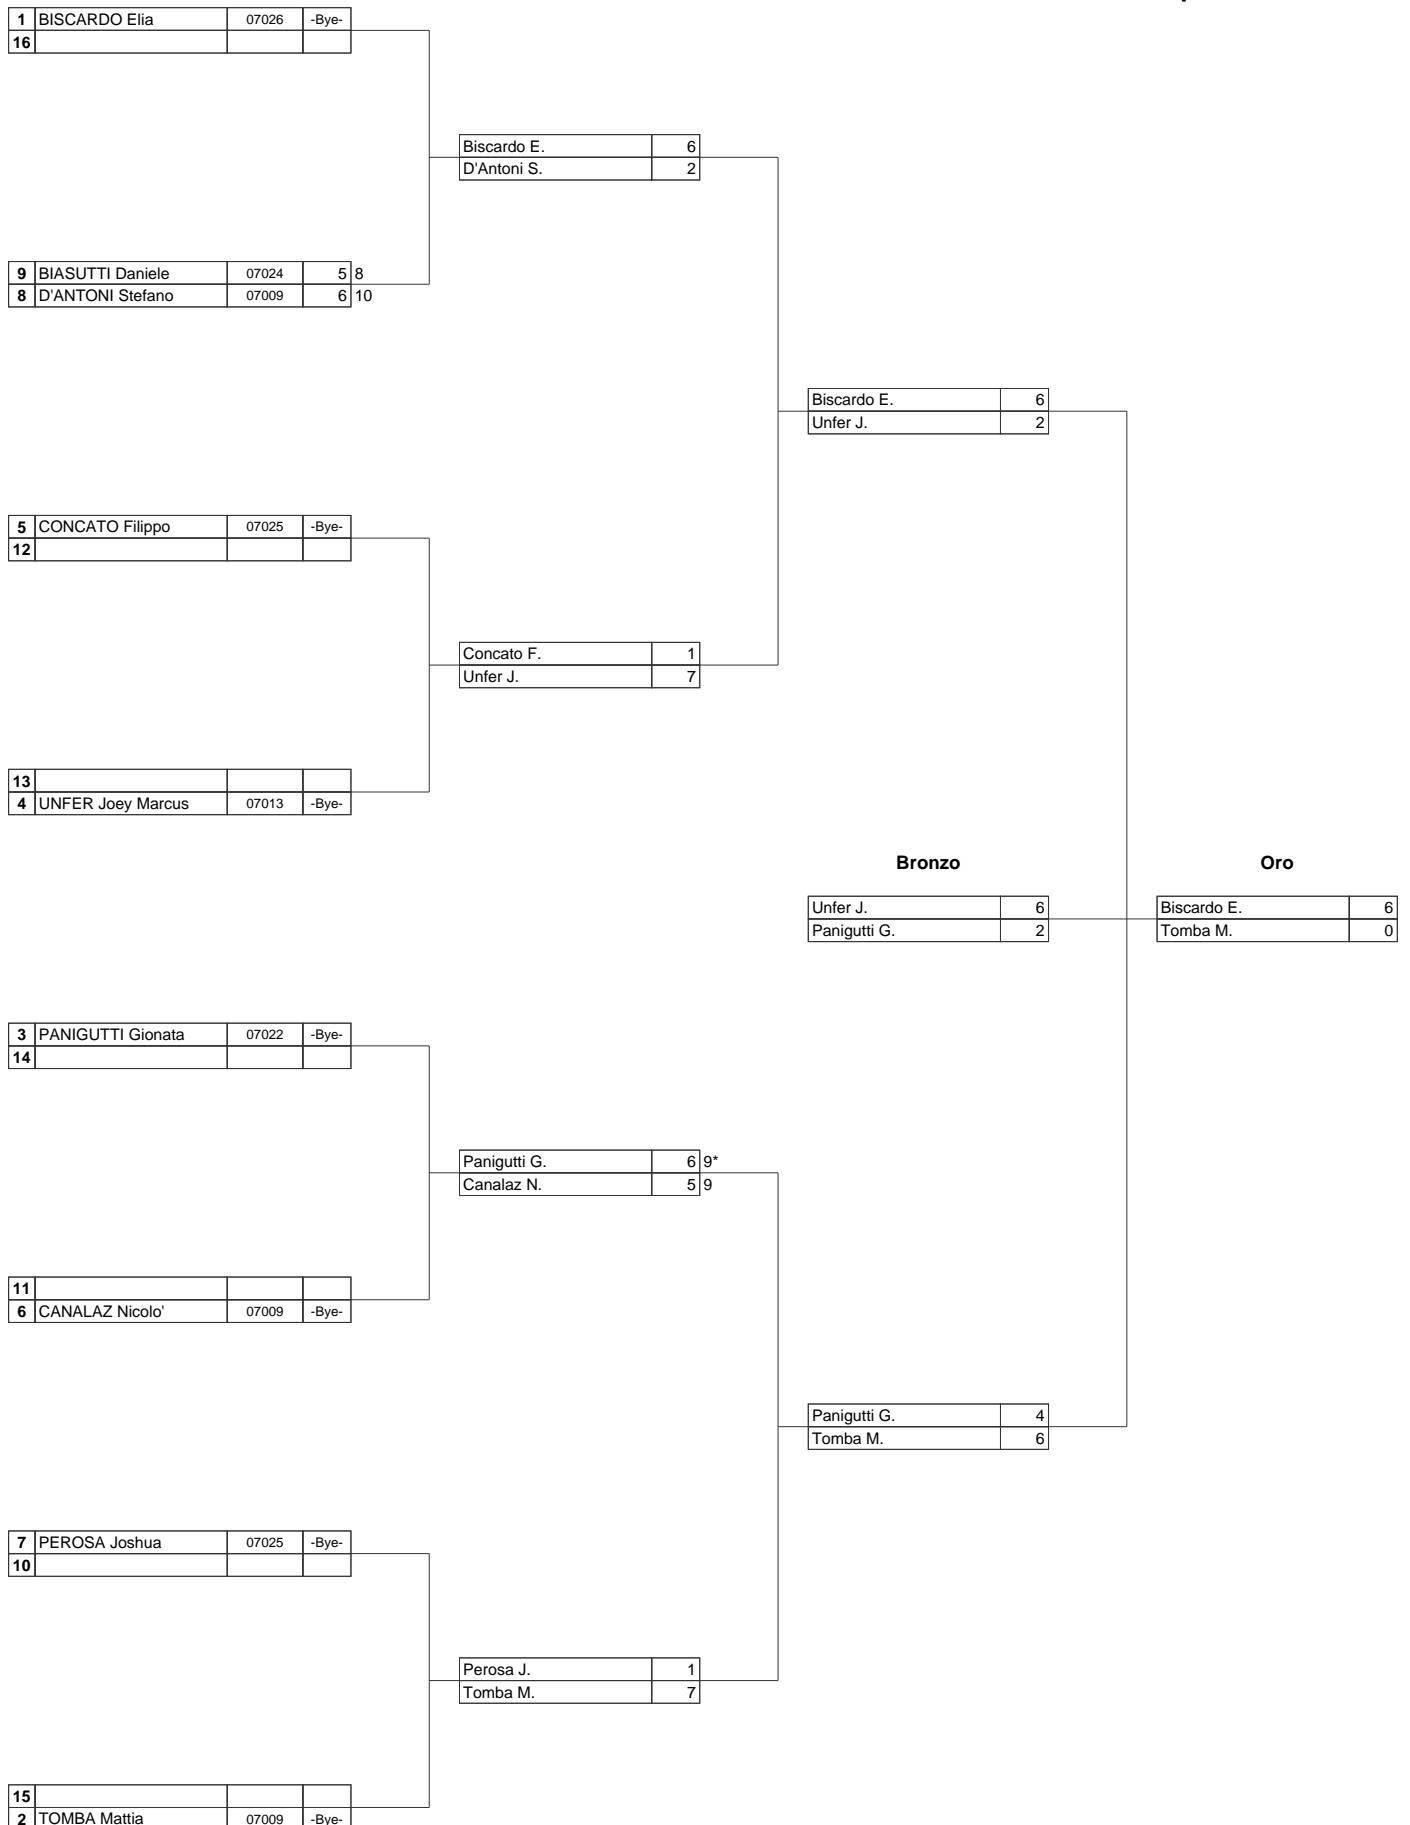 1 BISCARDO Elia 07026 -Bye-
16
Biscardo E. 6
D'Antoni S. 2
9 BIASUTTI Daniele 07024 5 8
8 D'ANTONI Stefano 07009 6 10
Biscardo E. 6
Unfer J. 2
5 CONCATO Filippo 07025 -Bye-
12
Concato F. 1
Unfer J. 7
13
4 UNFER Joey Marcus 07013 -Bye-
Bronzo Oro
Unfer J. 6 Biscardo E. 6
Panigutti G. 2 Tomba M. 0
3 PANIGUTTI Gionata 07022 -Bye-
14
Panigutti G. 6 9*
Canalaz N. 5 9
11
6 CANALAZ Nicolo' 07009 -Bye-
Panigutti G. 4
Tomba M. 6
7 PEROSA Joshua 07025 -Bye-
10
Perosa J. 1
Tomba M. 7
15
2 TOMBA Mattia 07009 -Bye-